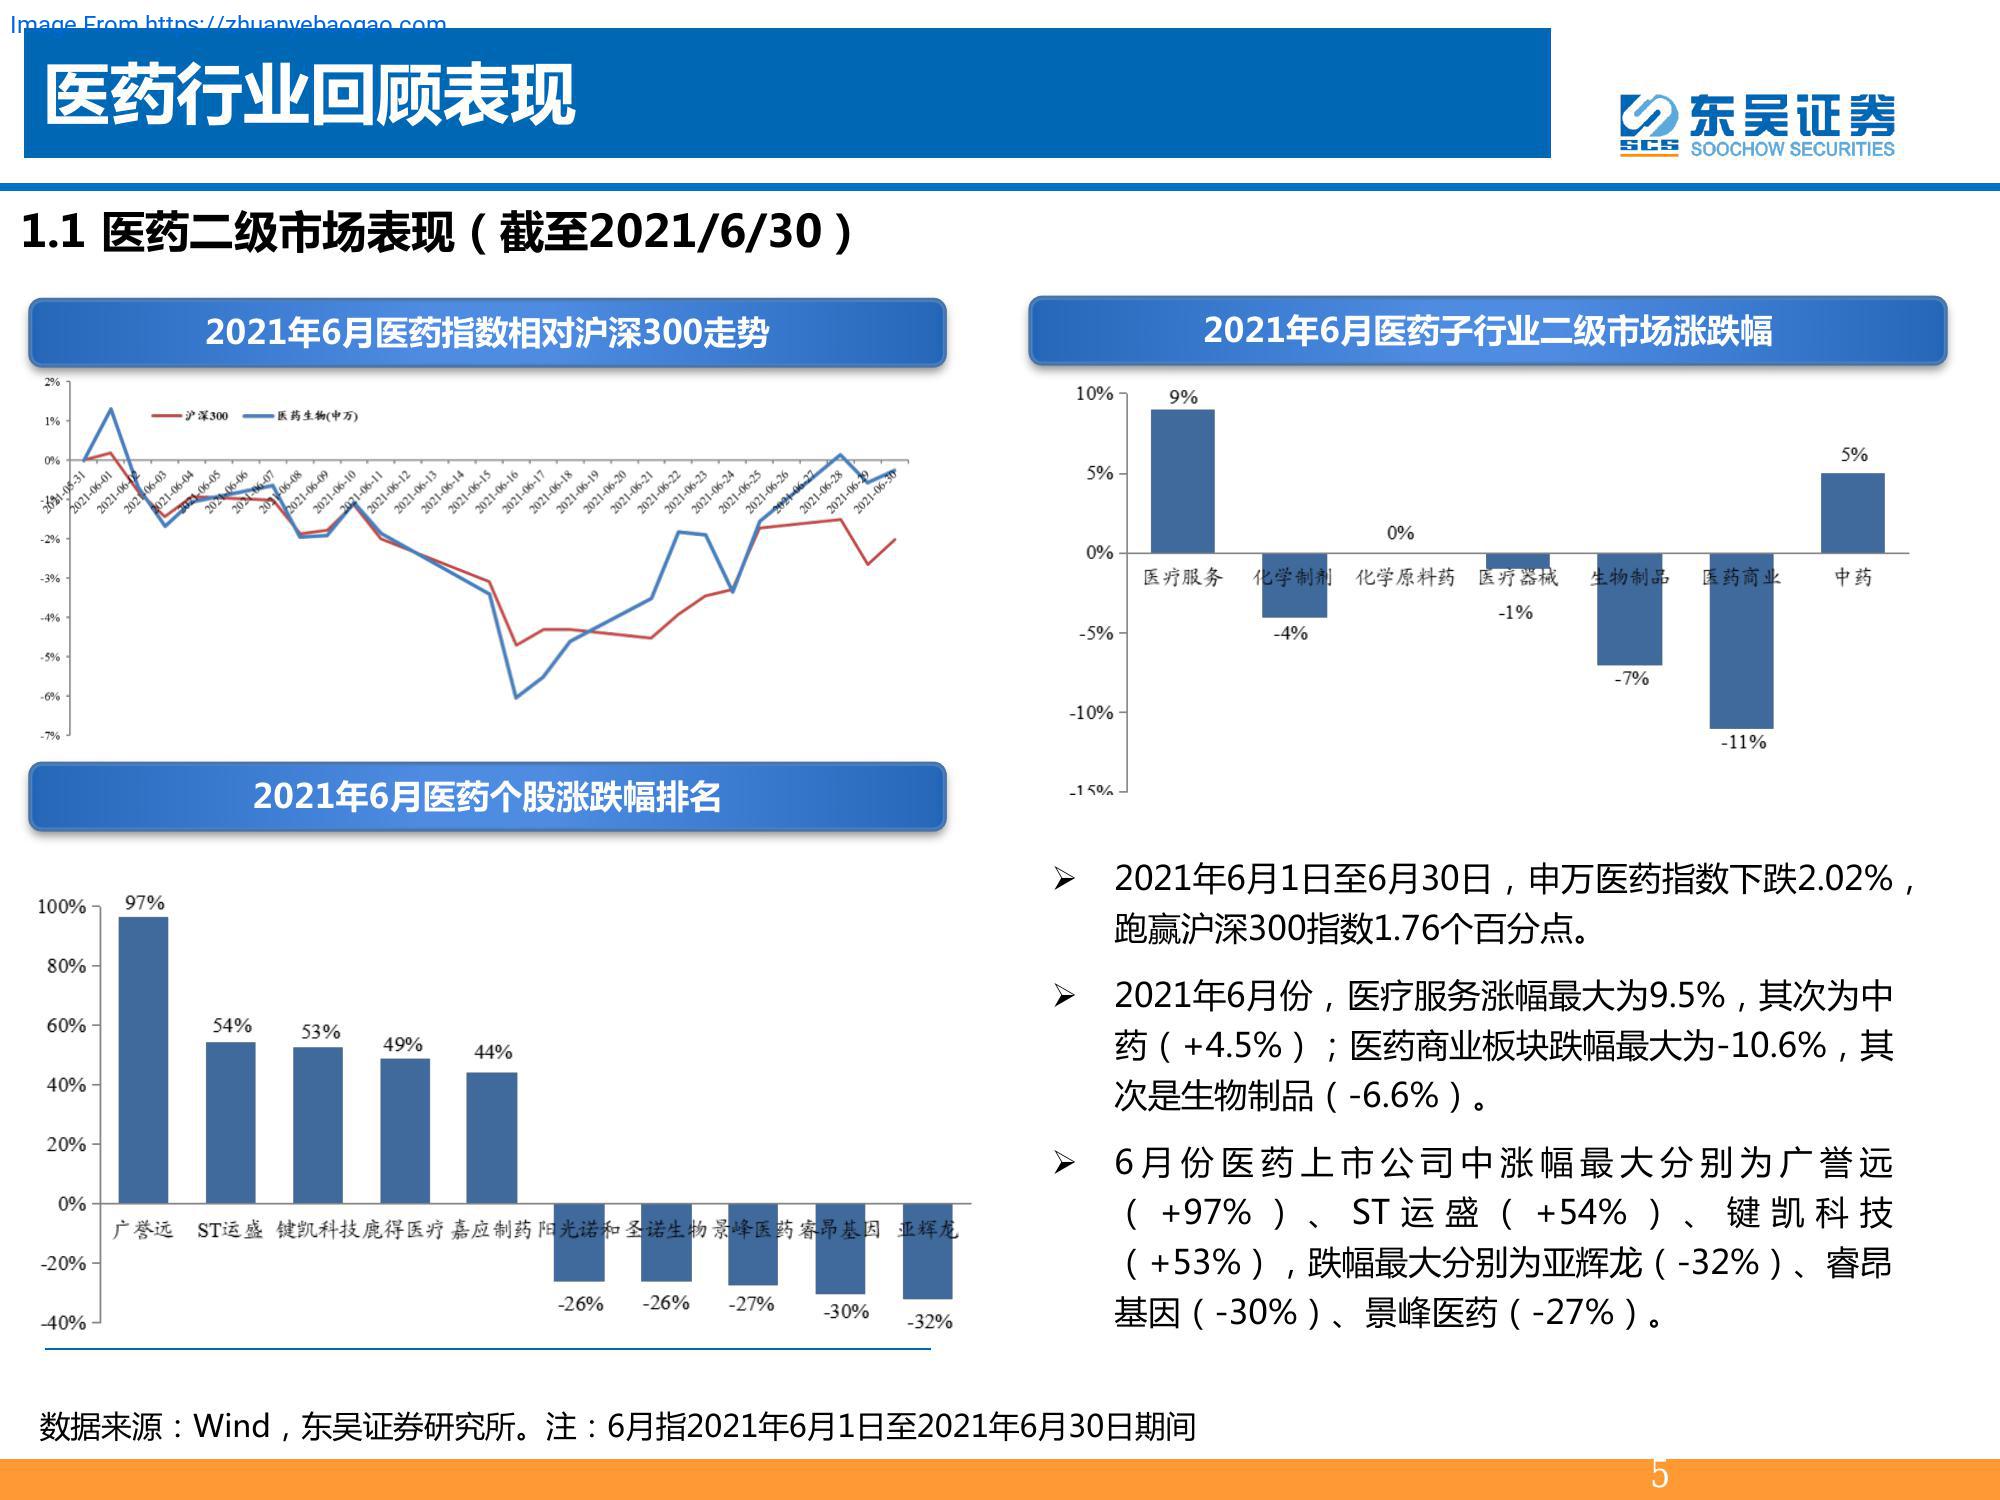 Image From https://zhuanyebaogao.com
医药行业回顾表现
东吴证券
SCS
SOOCHOW SECURITIES
1.1 医药二级市场表现（截至2021/6/30）
2021年6月医药指数相对沪深300走势
2%
1%
0%
-1%
-2%
-3%
-4%
-5%
-6%
-7%
沪深300 医药生物(申万)
2021-05-31 2021-06-01 2021-06-02 2021-06-03 2021-06-04 2021-06-05 2021-06-06 2021-06-07 2021-06-08 2021-06-09 2021-06-10 2021-06-11 2021-06-12 2021-06-13 2021-06-14 2021-06-15 2021-06-16 2021-06-17 2021-06-18 2021-06-19 2021-06-20 2021-06-21 2021-06-22 2021-06-23 2021-06-24 2021-06-25 2021-06-26 2021-06-27 2021-06-28 2021-06-29 2021-06-30
2021年6月医药子行业二级市场涨跌幅
10%
5%
0%
-5%
-10%
-15%
9%
-4%
0%
-1%
-7%
-11%
5%
医疗服务 化学制剂 化学原料药 医疗器械 生物制品 医药商业 中药
2021年6月医药个股涨跌幅排名
100%
80%
60%
40%
20%
0%
-20%
-40%
97%
54%
53%
49%
44%
-26%
-26%
-27%
-30%
-32%
广誉远 ST运盛 键凯科技 鹿得医疗 嘉应制药 阳光诺和 圣诺生物 景峰医药 睿昂基因 亚辉龙
➢ 2021年6月1日至6月30日，申万医药指数下跌2.02%，
跑赢沪深300指数1.76个百分点。
➢ 2021年6月份，医疗服务涨幅最大为9.5%，其次为中
药（+4.5%）；医药商业板块跌幅最大为-10.6%，其
次是生物制品（-6.6%）。
➢ 6月份医药上市公司中涨幅最大分别为广誉远
（+97%）、ST运盛（+54%）、键凯科技
（+53%），跌幅最大分别为亚辉龙（-32%）、睿昂
基因（-30%）、景峰医药（-27%）。
数据来源：Wind，东吴证券研究所。注：6月指2021年6月1日至2021年6月30日期间
5